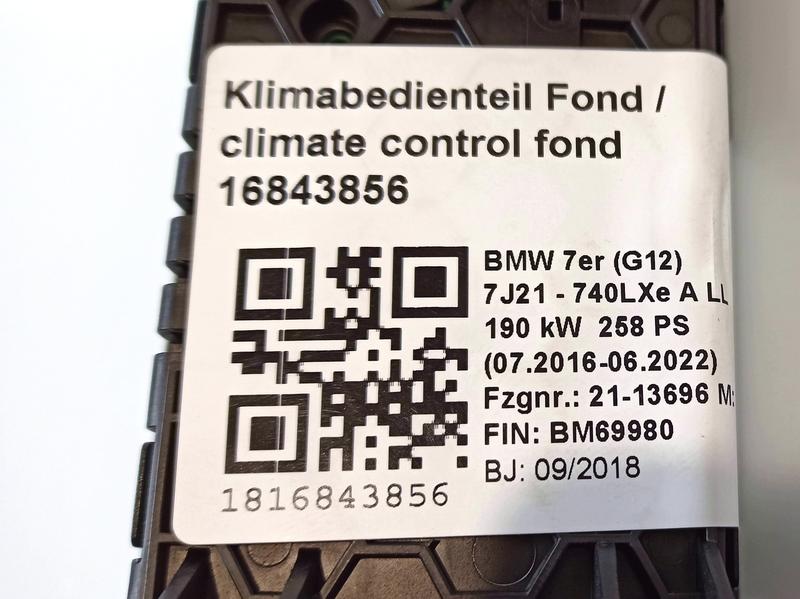 Klimabedienteil Fond /
climate control fond
16843856
BMW 7er (G12)
7J21 - 740LXe A LL
190 kW 258 PS
(07.2016-06.2022)
Fzgnr.: 21-13696 M:
FIN: BM69980
BJ: 09/2018
1816843856